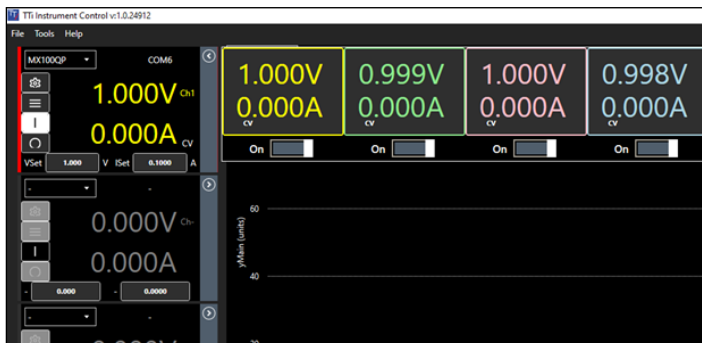 TTi Instrument Control v:1.0.24912
File Tools Help
MX100QP COM6
1.000V Ch1
0.000A CV
VSet 1.000 V ISet 0.1000 A
1.000V 0.999V 1.000V 0.998V
0.000A 0.000A 0.000A 0.000A
CV CV CV CV
On On On On
- -
0.000V Ch-
0.000A
- 0.000 - 0.0000
- -
0.000V
yMain (units)
60
40
20